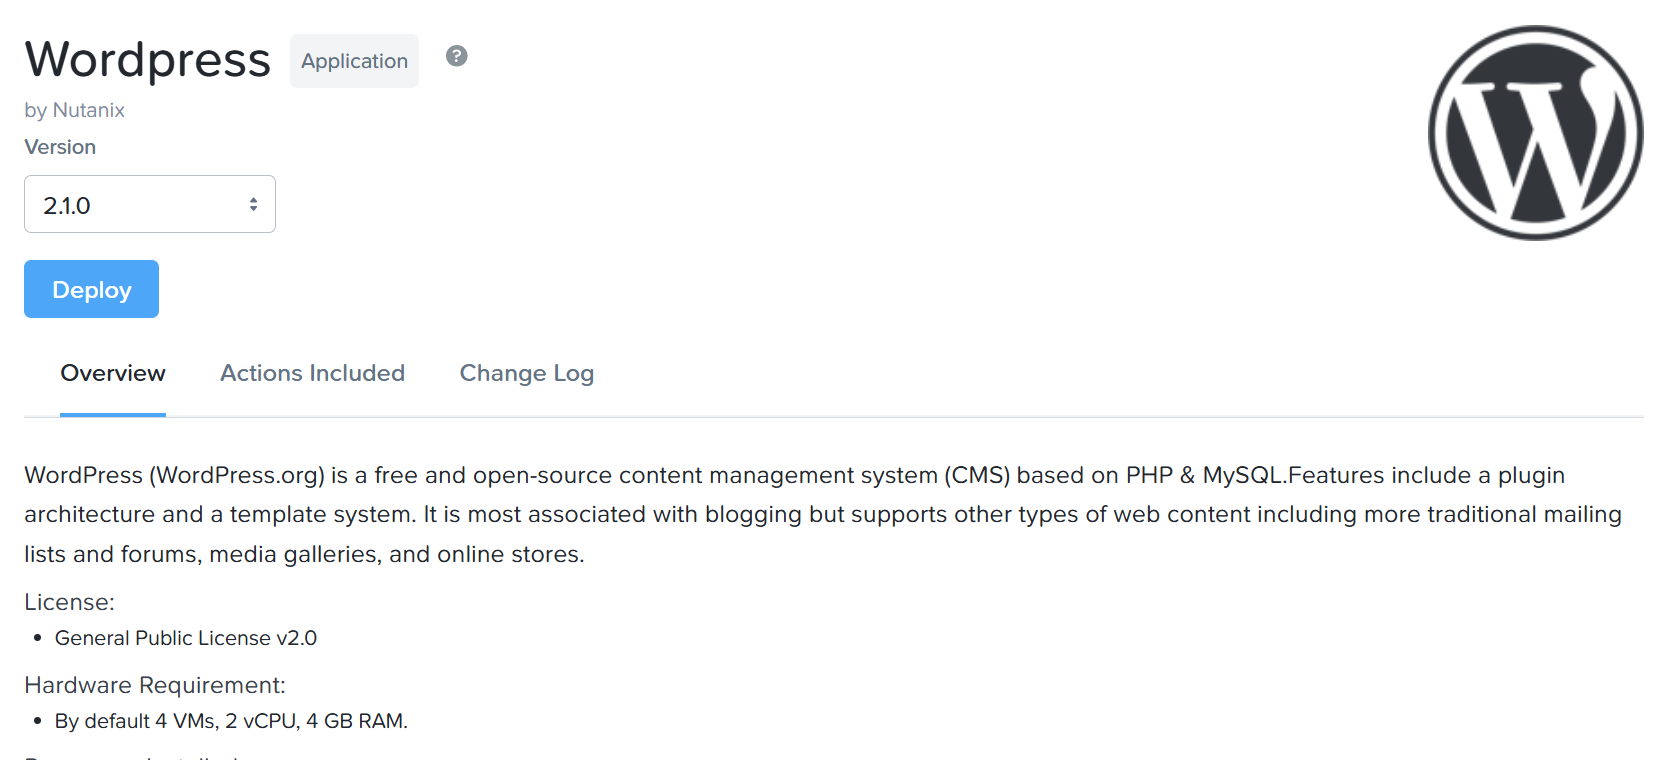 Wordpress Application ?
by Nutanix
Version
2.1.0
Deploy
Overview Actions Included Change Log
WordPress (WordPress.org) is a free and open-source content management system (CMS) based on PHP & MySQL.Features include a plugin
architecture and a template system. It is most associated with blogging but supports other types of web content including more traditional mailing
lists and forums, media galleries, and online stores.
License:
• General Public License v2.0
Hardware Requirement:
• By default 4 VMs, 2 vCPU, 4 GB RAM.